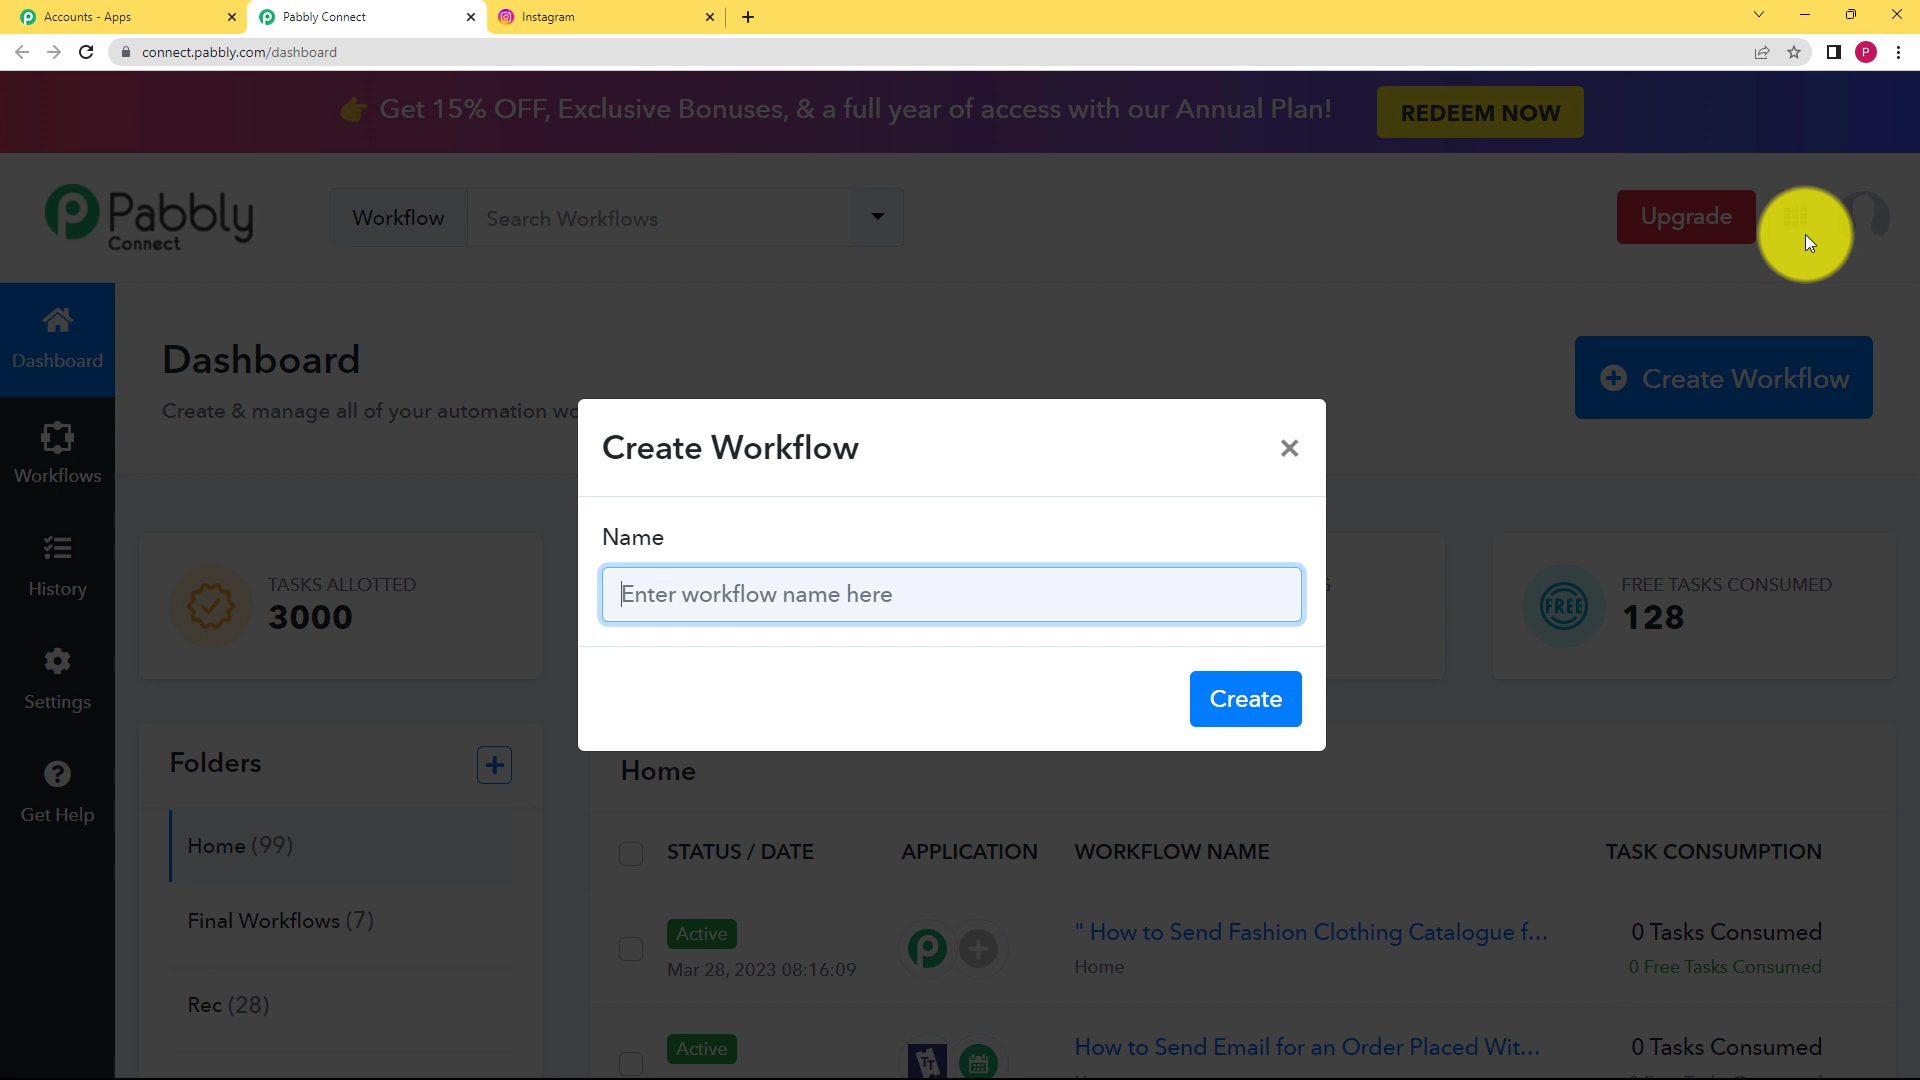 Accounts - Apps
Pabbly Connect
Instagram
connect.pabbly.com/dashboard
P
👉 Get 15% OFF, Exclusive Bonuses, & a full year of access with our Annual Plan!
REDEEM NOW
Pabbly
Connect
Workflow
Search Workflows
Upgrade
Dashboard
Dashboard
Create & manage all of your automation wo
Create Workflow
Create Workflow
Name
Enter workflow name here
Create
Workflows
History
Settings
Get Help
TASKS ALLOTTED
3000
FREE
FREE TASKS CONSUMED
128
Folders
Home (99)
Final Workflows (7)
Rec (28)
Home
STATUS / DATE
APPLICATION
WORKFLOW NAME
TASK CONSUMPTION
Active
Mar 28, 2023 08:16:09
" How to Send Fashion Clothing Catalogue f...
Home
0 Tasks Consumed
0 Free Tasks Consumed
Active
How to Send Email for an Order Placed Wit...
0 Tasks Consumed